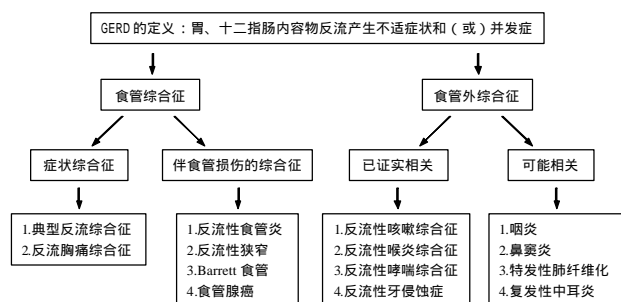 GERD的定义：胃、十二指肠内容物反流产生不适症状和（或）并发症
食管综合征
食管外综合征
症状综合征
伴食管损伤的综合征
已证实相关
可能相关
1.典型反流综合征
2.反流胸痛综合征
1.反流性食管炎
2.反流性狭窄
3.Barrett 食管
4.食管腺癌
1.反流性咳嗽综合征
2.反流性喉炎综合征
3.反流性哮喘综合征
4.反流性牙侵蚀症
1.咽炎
2.鼻窦炎
3.特发性肺纤维化
4.复发性中耳炎